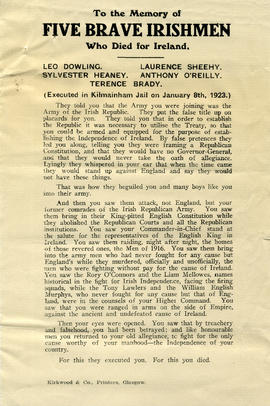 To the Memory of
FIVE BRAVE IRISHMEN
Who Died for Ireland.
LEO DOWLING. LAURENCE SHEEHY.
SYLVESTER HEANEY. ANTHONY O'REILLY.
TERENCE BRADY.
(Executed in Kilmainham Jail on January 8th, 1923.)
They told you that the Army you were joining was the
Army of the Irish Republic. They put the false title up on
placards for you. They told you that in order to establish
the Republic it was necessary to utilise the Treaty, so that
you could be armed and equipped for the purpose of estab-
lishing the Independence of Ireland. By false pretences they
led you along, telling you they were framing a Republican
Constitution, and that they would have no Governor-General,
and that they would never take the oath of allegiance.
Lyingly they whispered in your ear that when the time came
they would stand up against England and say they would
not have these things.
That was how they beguiled you and many boys like you
into their army.
And then you saw them attack, not England, but your
former comrades of the Irish Republican Army. You saw
them bring in their King-pitted English Constitution while
they abolished the Republican Courts and all the Republican
institutions. You saw your Commander-in-Chief stand at
the salute for the representatives of the English King in
Ireland. You saw them raiding, night after night, the homes
of those revered ones, the Men of 1916. You saw them bring
into the army men who had never fought for any cause but
England's while they murdered, officially and unofficially, the
men who were fighting without pay for the cause of Ireland.
You saw the Rory O'Connors and the Liam Mellowes, names
historical in the fight for Irish Independence, facing the firing
squads, while the Tony Lawlors and the William English
Murphys, who never fought for any cause but that of Eng-
land, were in the counsels of your Higher Command. You
saw that you were ranged in arms on the side of Empire,
against the ancient and undefeated cause of Ireland.
Then your eyes were opened. You saw that by treachery
and falsehood, you had been betrayed; and like honourable
men you returned to your old allegiance, to fight for the only
cause worthy of your manhood—the Independence of your
country.
For this they executed you. For this you died.
Kirkwood & Co., Printers, Glasgow.